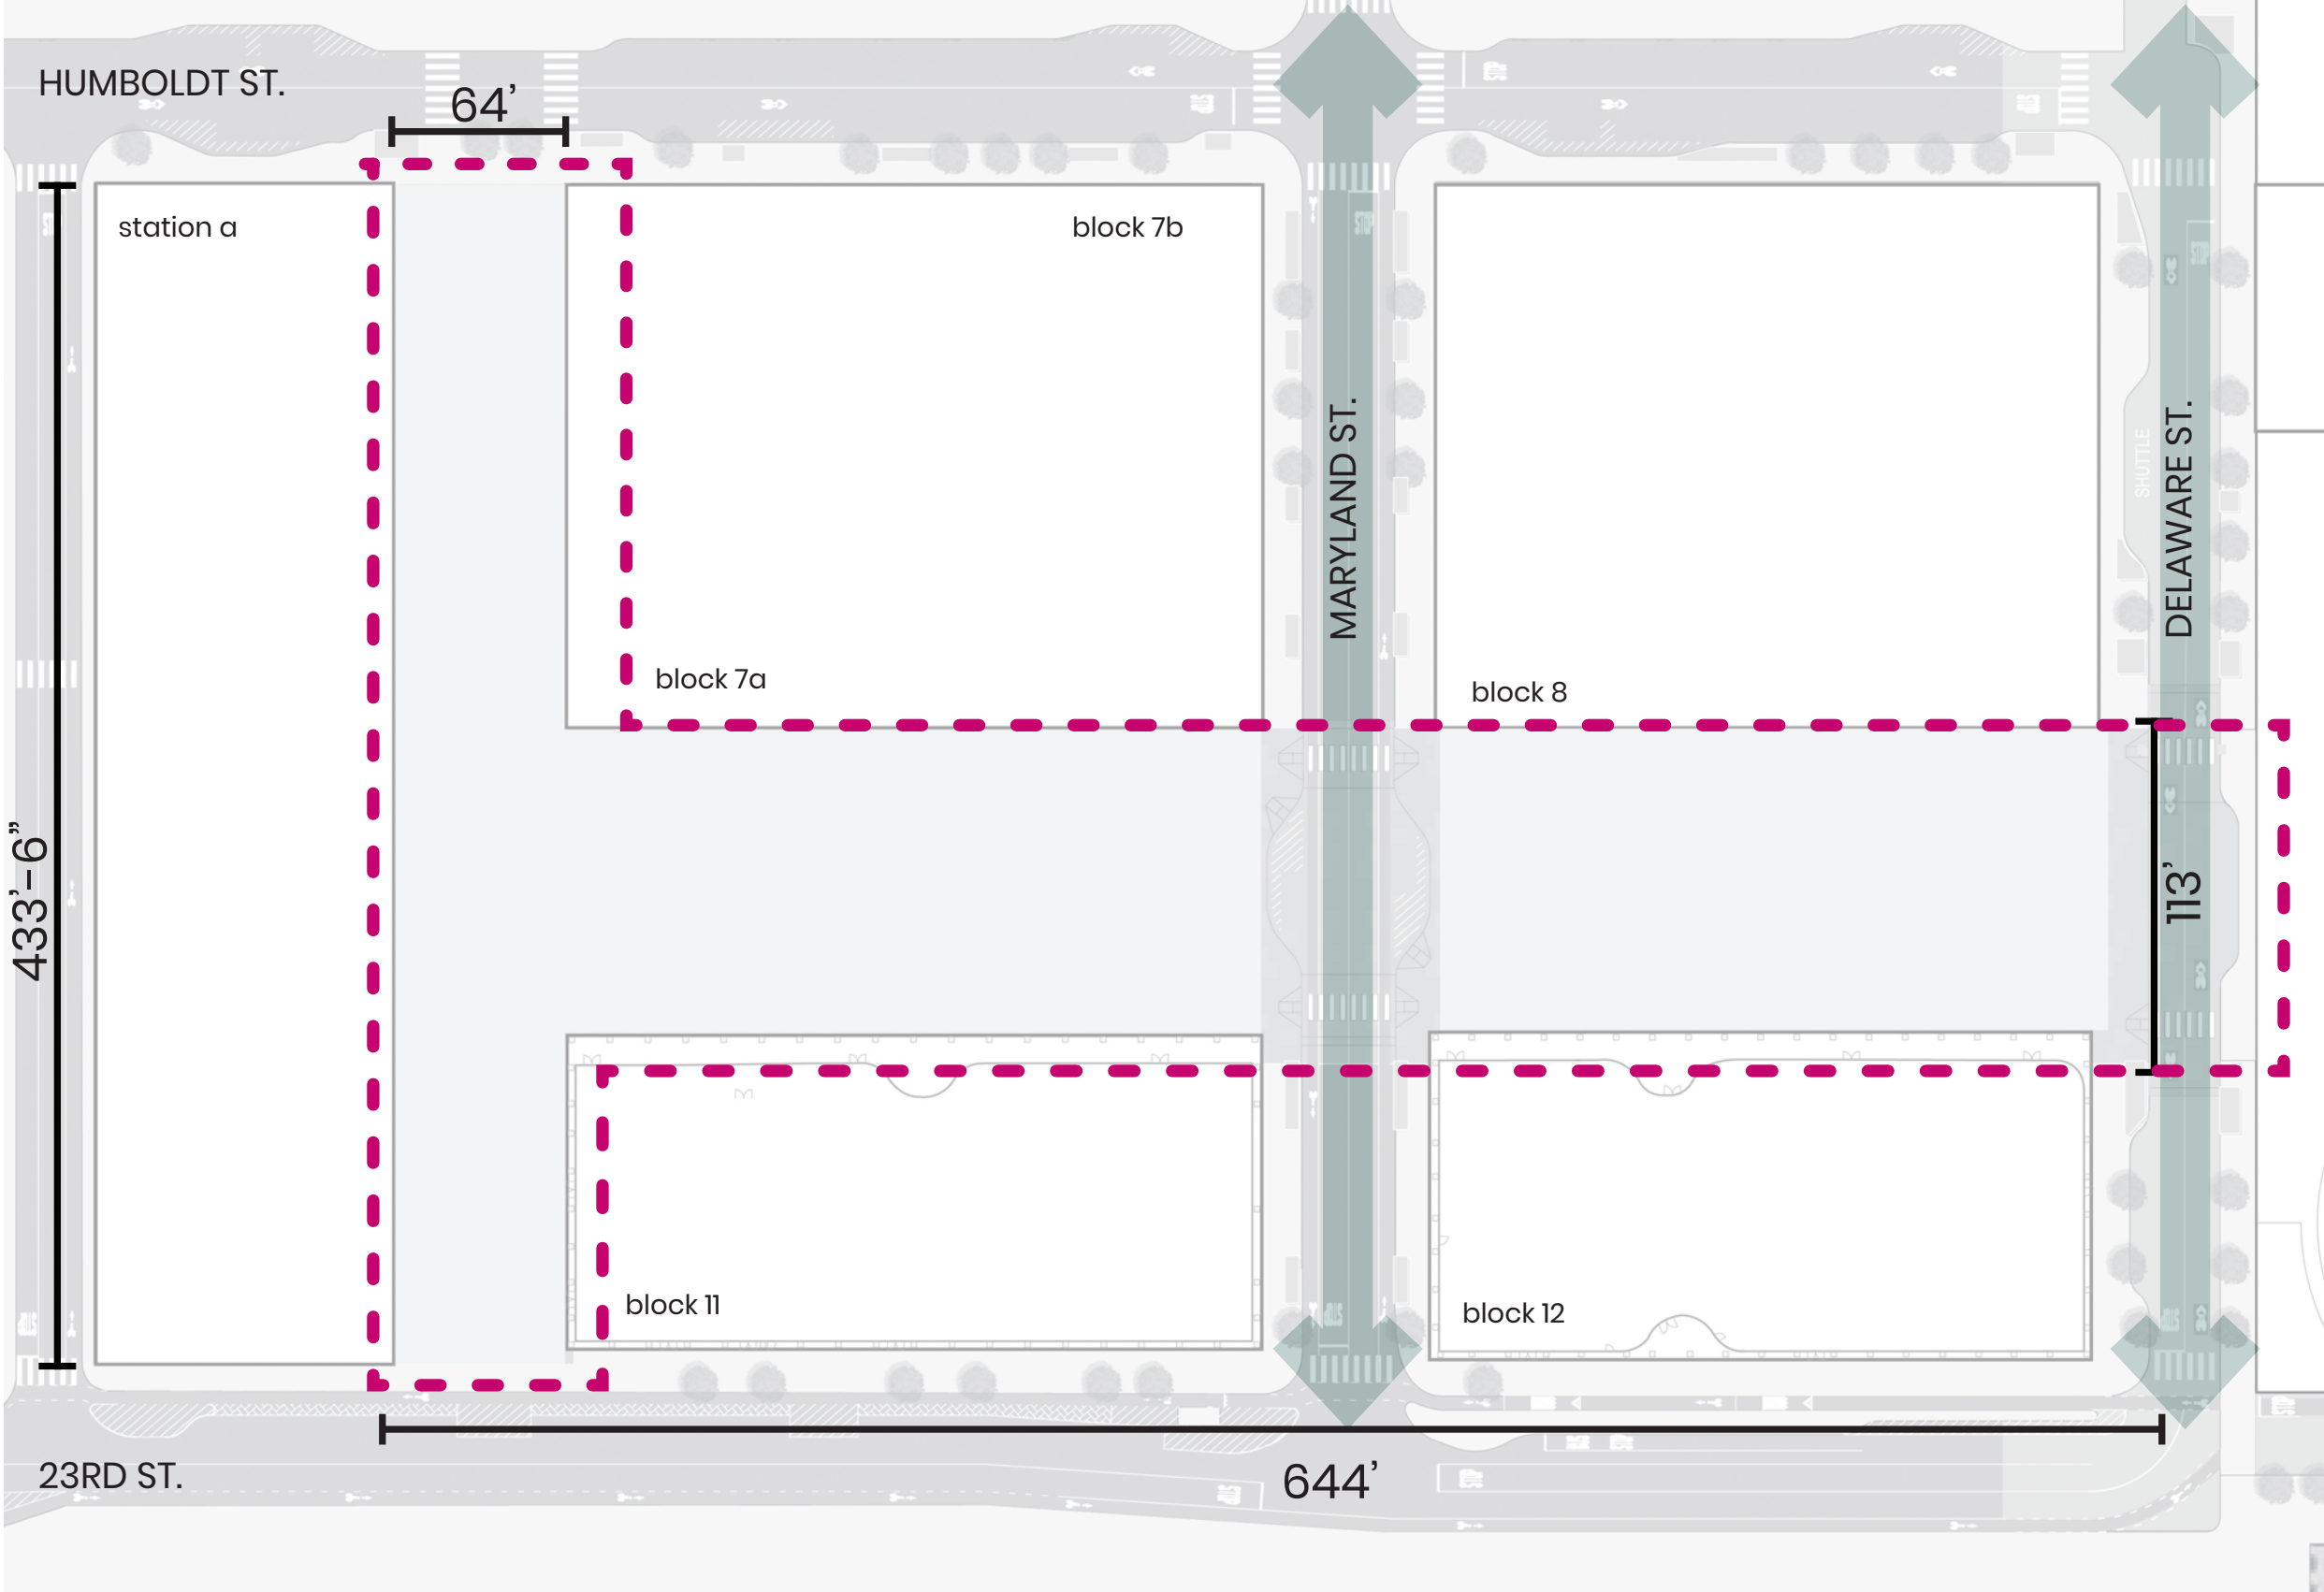 HUMBOLDT ST.
64’
station a
block 7b
MARYLAND ST.
DELAWARE ST.
SHUTTLE
block 7a
block 8
433’-6”
113’
block 11
block 12
23RD ST.
644’